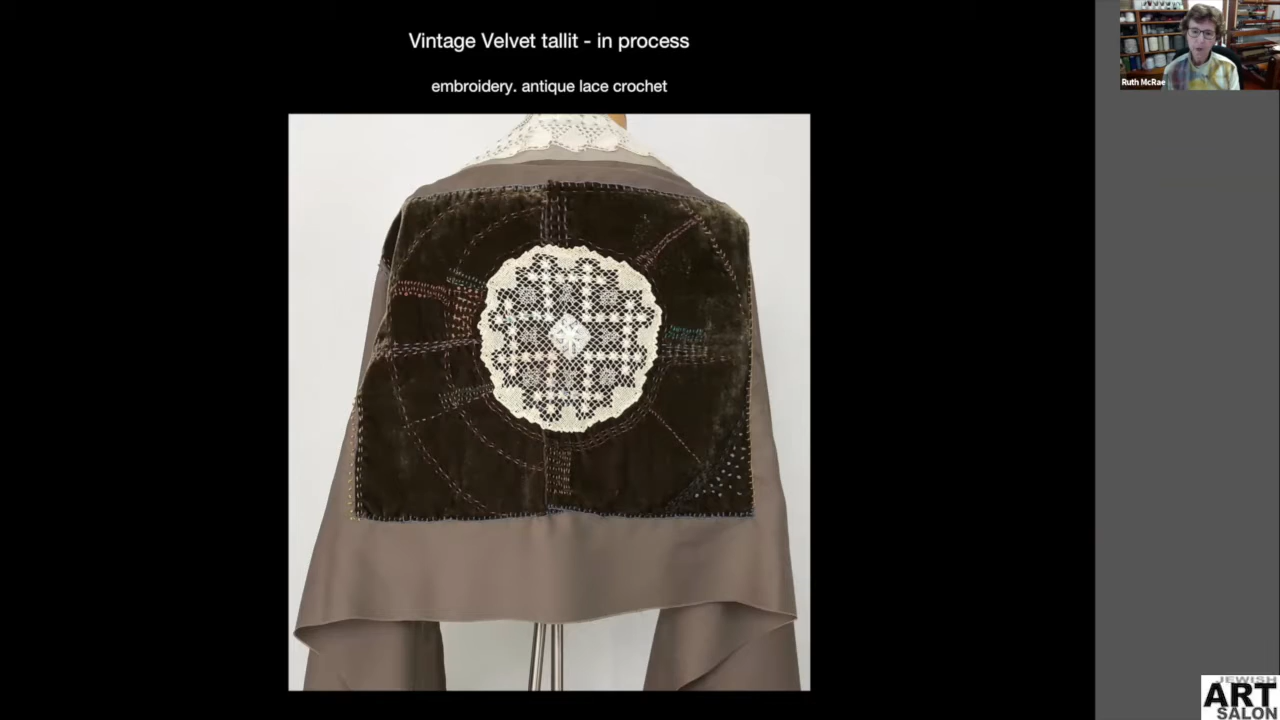 Vintage Velvet tallit - in process
embroidery. antique lace crochet
Ruth McRae
JEWISH
ART
SALON